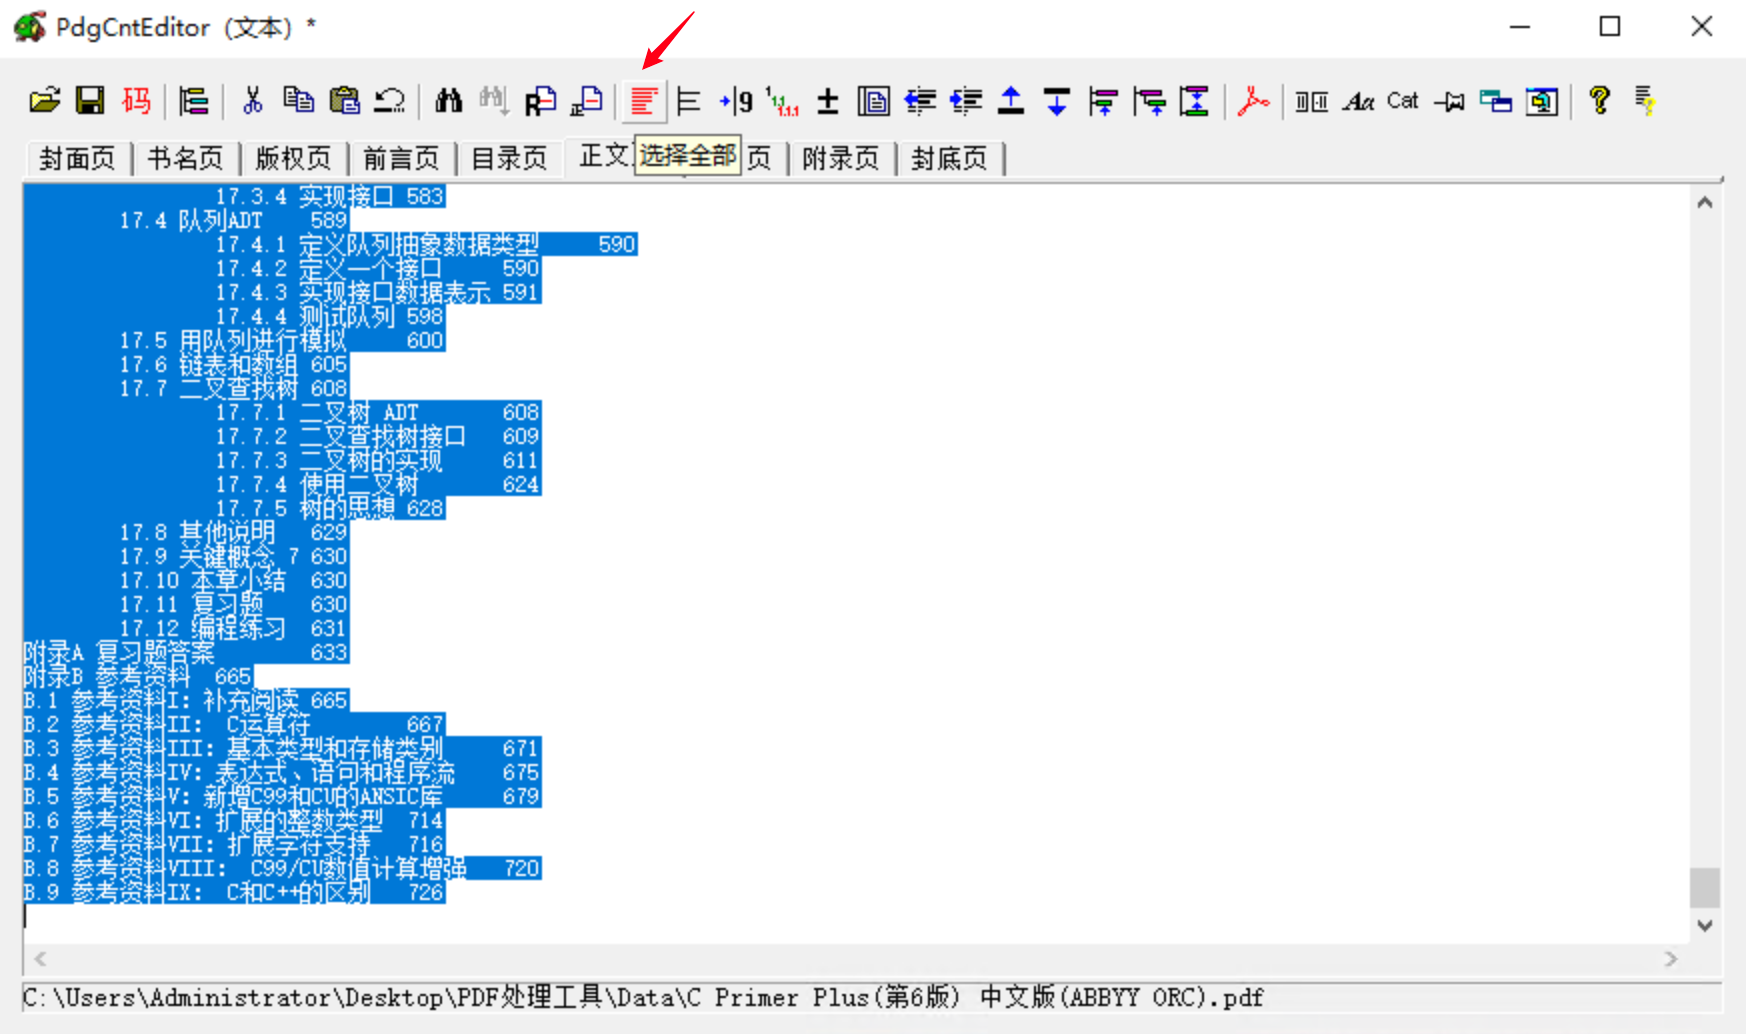 PdgCntEditor (文本) *
码 R 正 9 1 1.1 1.1.1 ± Aa Cat ? ?
封面页 书名页 版权页 前言页 目录页 正文 选择全部 页 附录页 封底页
17.3.4 实现接口 583
17.4 队列ADT 589
17.4.1 定义队列抽象数据类型 590
17.4.2 定义一个接口 590
17.4.3 实现接口数据表示 591
17.4.4 测试队列 598
17.5 用队列进行模拟 600
17.6 链表和数组 605
17.7 二叉查找树 608
17.7.1 二叉树 ADT 608
17.7.2 二叉查找树接口 609
17.7.3 二叉树的实现 611
17.7.4 使用二叉树 624
17.7.5 树的思想 628
17.8 其他说明 629
17.9 关键概念 7 630
17.10 本章小结 630
17.11 复习题 630
17.12 编程练习 631
附录A 复习题答案 633
附录B 参考资料 665
B.1 参考资料I: 补充阅读 665
B.2 参考资料II: C运算符 667
B.3 参考资料III: 基本类型和存储类别 671
B.4 参考资料IV: 表达式、语句和程序流 675
B.5 参考资料V: 新增C99和CU的ANSIC库 679
B.6 参考资料VI: 扩展的整数类型 714
B.7 参考资料VII: 扩展字符支持 716
B.8 参考资料VIII: C99/CU数值计算增强 720
B.9 参考资料IX: C和C++的区别 726
C:\Users\Administrator\Desktop\PDF处理工具\Data\C Primer Plus(第6版) 中文版(ABBYY ORC).pdf